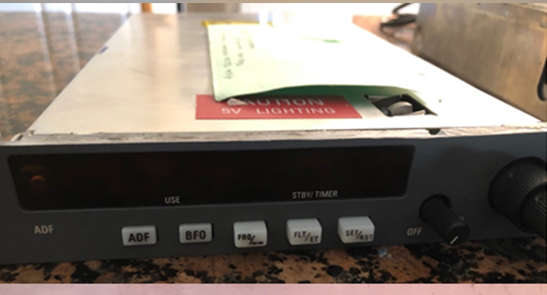 CAUTION
5V LIGHTING
USE
STBY/ TIMER
ADF
ADF
BFO
FRQ/
FLT/ET
SET/RST
OFF